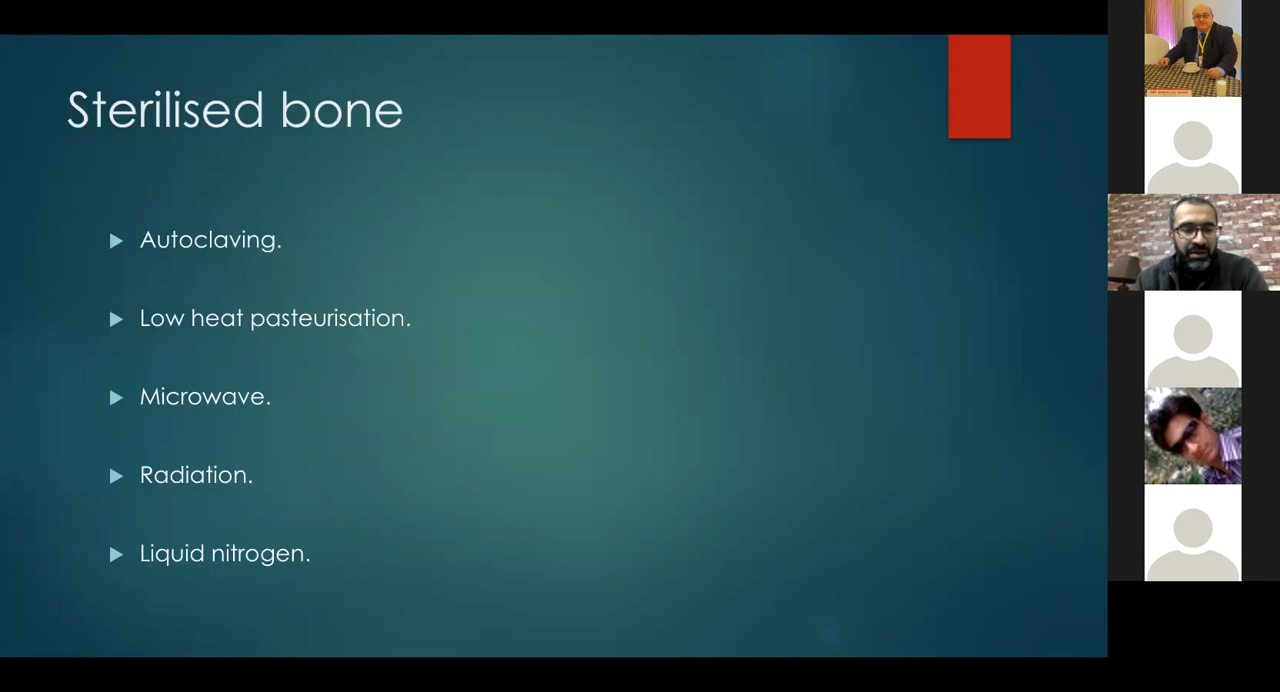 Sterilised bone
Autoclaving.
Low heat pasteurisation.
Microwave.
Radiation.
Liquid nitrogen.